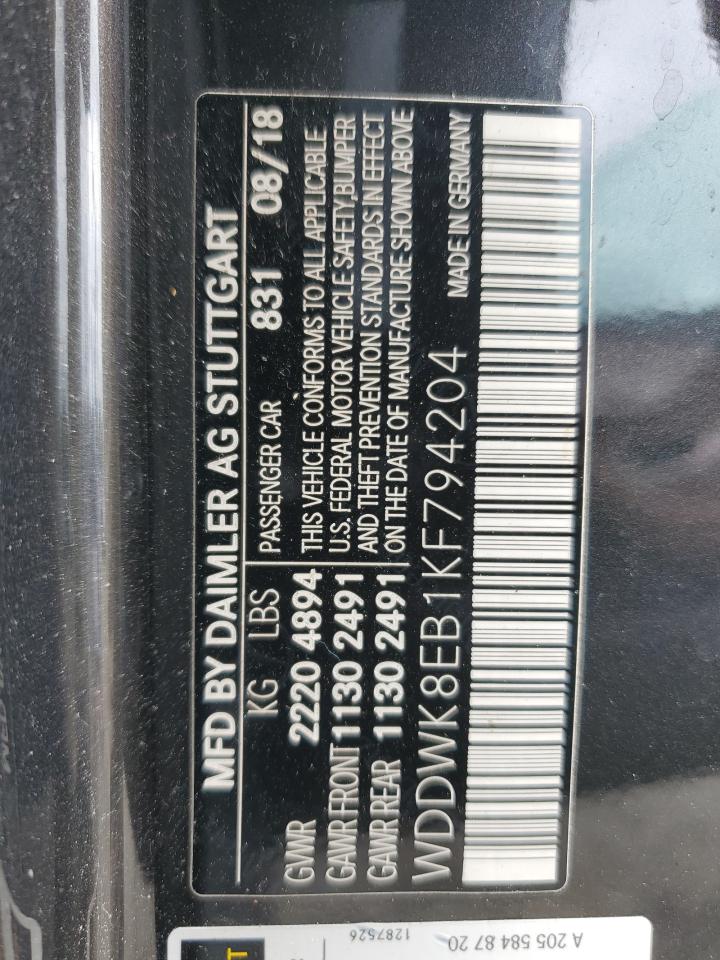 MFD BY DAIMLER AG STUTTGART
KG LBS PASSENGER CAR 831 08/18
GVWR 2220 4894
GAWR FRONT 1130 2491
GAWR REAR 1130 2491
THIS VEHICLE CONFORMS TO ALL APPLICABLE
U.S. FEDERAL MOTOR VEHICLE SAFETY, BUMPER
AND THEFT PREVENTION STANDARDS IN EFFECT
ON THE DATE OF MANUFACTURE SHOWN ABOVE
WDDWK8EB1KF794204 MADE IN GERMANY
A 205 584 87 20
1287526